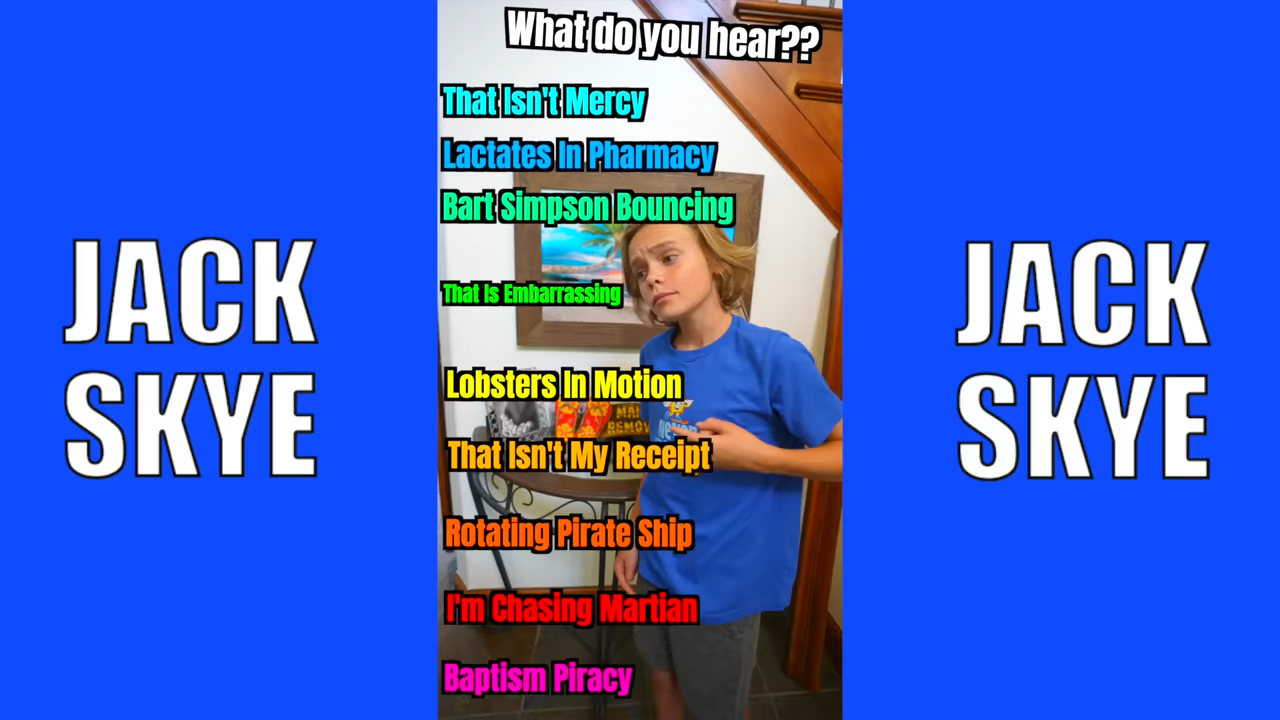 What do you hear??
That Isn't Mercy
Lactates In Pharmacy
Bart Simpson Bouncing
That Is Embarrassing
Lobsters In Motion
That Isn't My Receipt
Rotating Pirate Ship
I'm Chasing Martian
Baptism Piracy
JACK
SKYE
JACK
SKYE